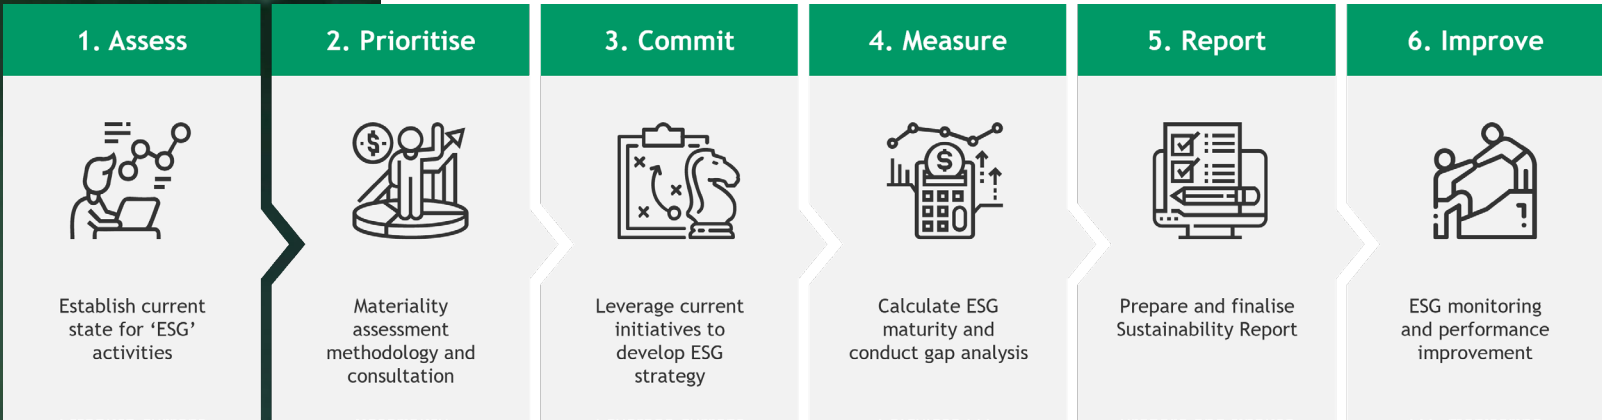 1. Assess
Establish current
state for ‘ESG’
activities
2. Prioritise
$
Materiality
assessment
methodology and
consultation
3. Commit
Leverage current
initiatives to
develop ESG
strategy
4. Measure
$
Calculate ESG
maturity and
conduct gap analysis
5. Report
Prepare and finalise
Sustainability Report
6. Improve
ESG monitoring
and performance
improvement